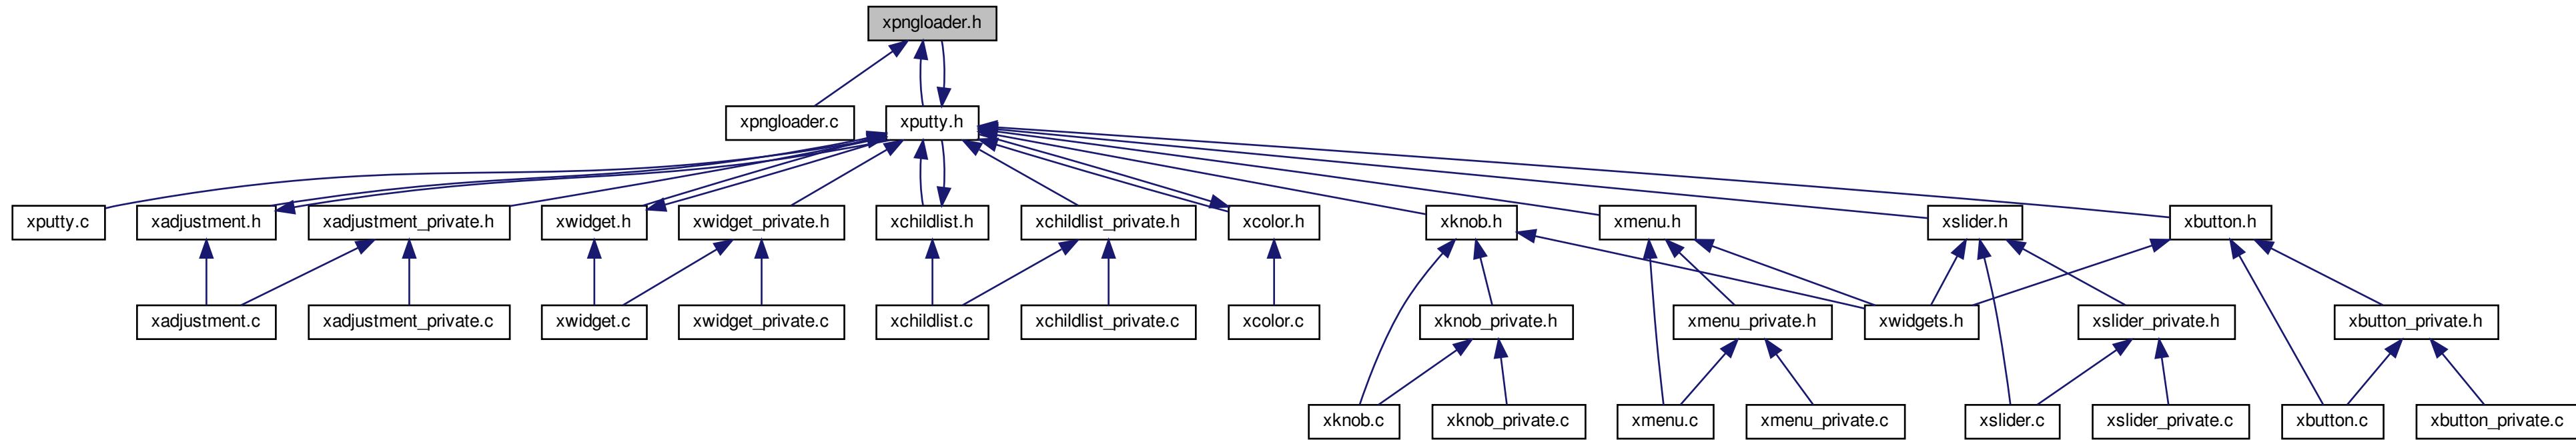 xpngloader.h
xpngloader.c
xputty.h
xputty.c
xadjustment.h
xadjustment_private.h
xwidget.h
xwidget_private.h
xchildlist.h
xchildlist_private.h
xcolor.h
xknob.h
xmenu.h
xslider.h
xbutton.h
xadjustment.c
xadjustment_private.c
xwidget.c
xwidget_private.c
xchildlist.c
xchildlist_private.c
xcolor.c
xknob_private.h
xmenu_private.h
xwidgets.h
xslider_private.h
xbutton_private.h
xknob.c
xknob_private.c
xmenu.c
xmenu_private.c
xslider.c
xslider_private.c
xbutton.c
xbutton_private.c